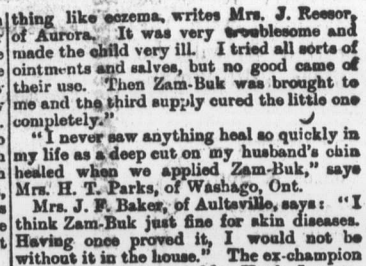 thing like eczema, writes Mrs. J. Reesor,
of Aurora. It was very troublesome and
made the child very ill. I tried all sorts of
ointments and salves, but no good came of
their use. Then Zam-Buk was brought to
me and the third supply cured the little one
completely."
"I never saw anything heal so quickly in
my life as a deep cut on my husband's chin
healed when we applied Zam-Buk," says
Mrs. H. T. Parks, of Washago, Ont.
Mrs. J. F. Baker, of Aultsville, says: "I
think Zam-Buk just fine for skin diseases.
Having once proved it, I would not be
without it in the house." The ex-champion